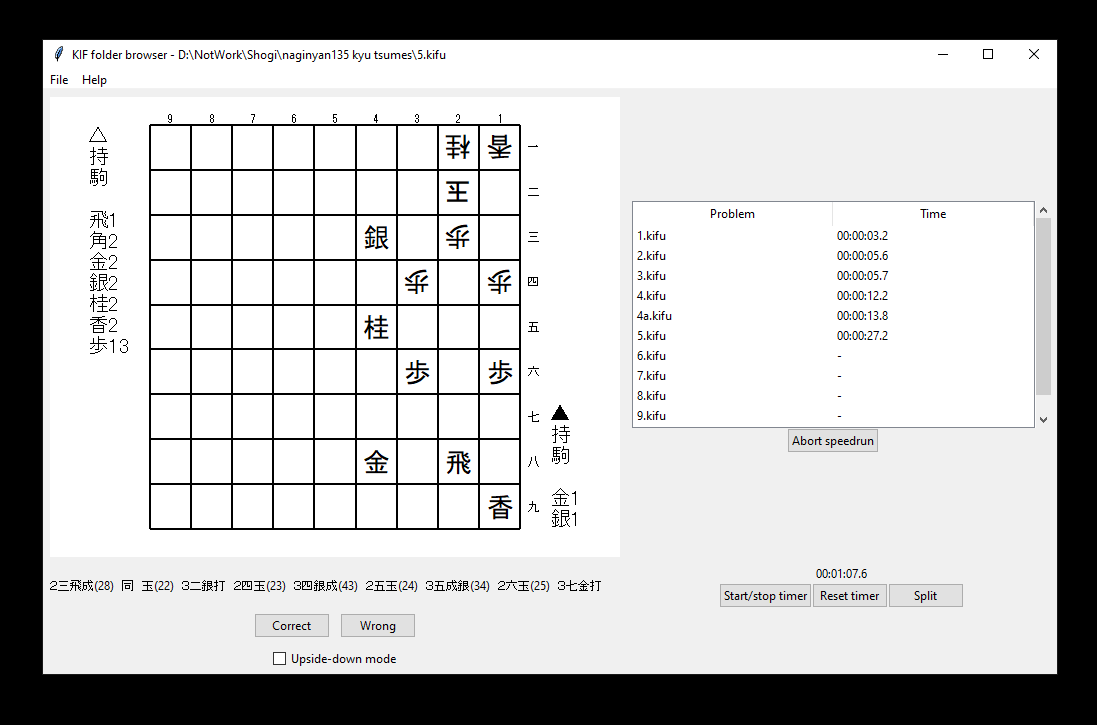 KIF folder browser - D:\NotWork\Shogi\naginyan135 kyu tsumes\5.kifu
File Help
△持駒
飛1
角2
金2
銀2
桂2
香2
歩13
9 8 7 6 5 4 3 2 1
桂 香 一
玉 二
銀 歩 三
歩 歩 四
桂 五
歩 歩 六
七
金 飛 八
香 九
▲持駒
金1
銀1
Problem Time
1.kifu 00:00:03.2
2.kifu 00:00:05.6
3.kifu 00:00:05.7
4.kifu 00:00:12.2
4a.kifu 00:00:13.8
5.kifu 00:00:27.2
6.kifu -
7.kifu -
8.kifu -
9.kifu -
Abort speedrun
2三飛成(28) 同 玉(22) 3二銀打 2四玉(23) 3四銀成(43) 2五玉(24) 3五成銀(34) 2六玉(25) 3七金打
Correct Wrong
Upside-down mode
00:01:07.6
Start/stop timer Reset timer Split